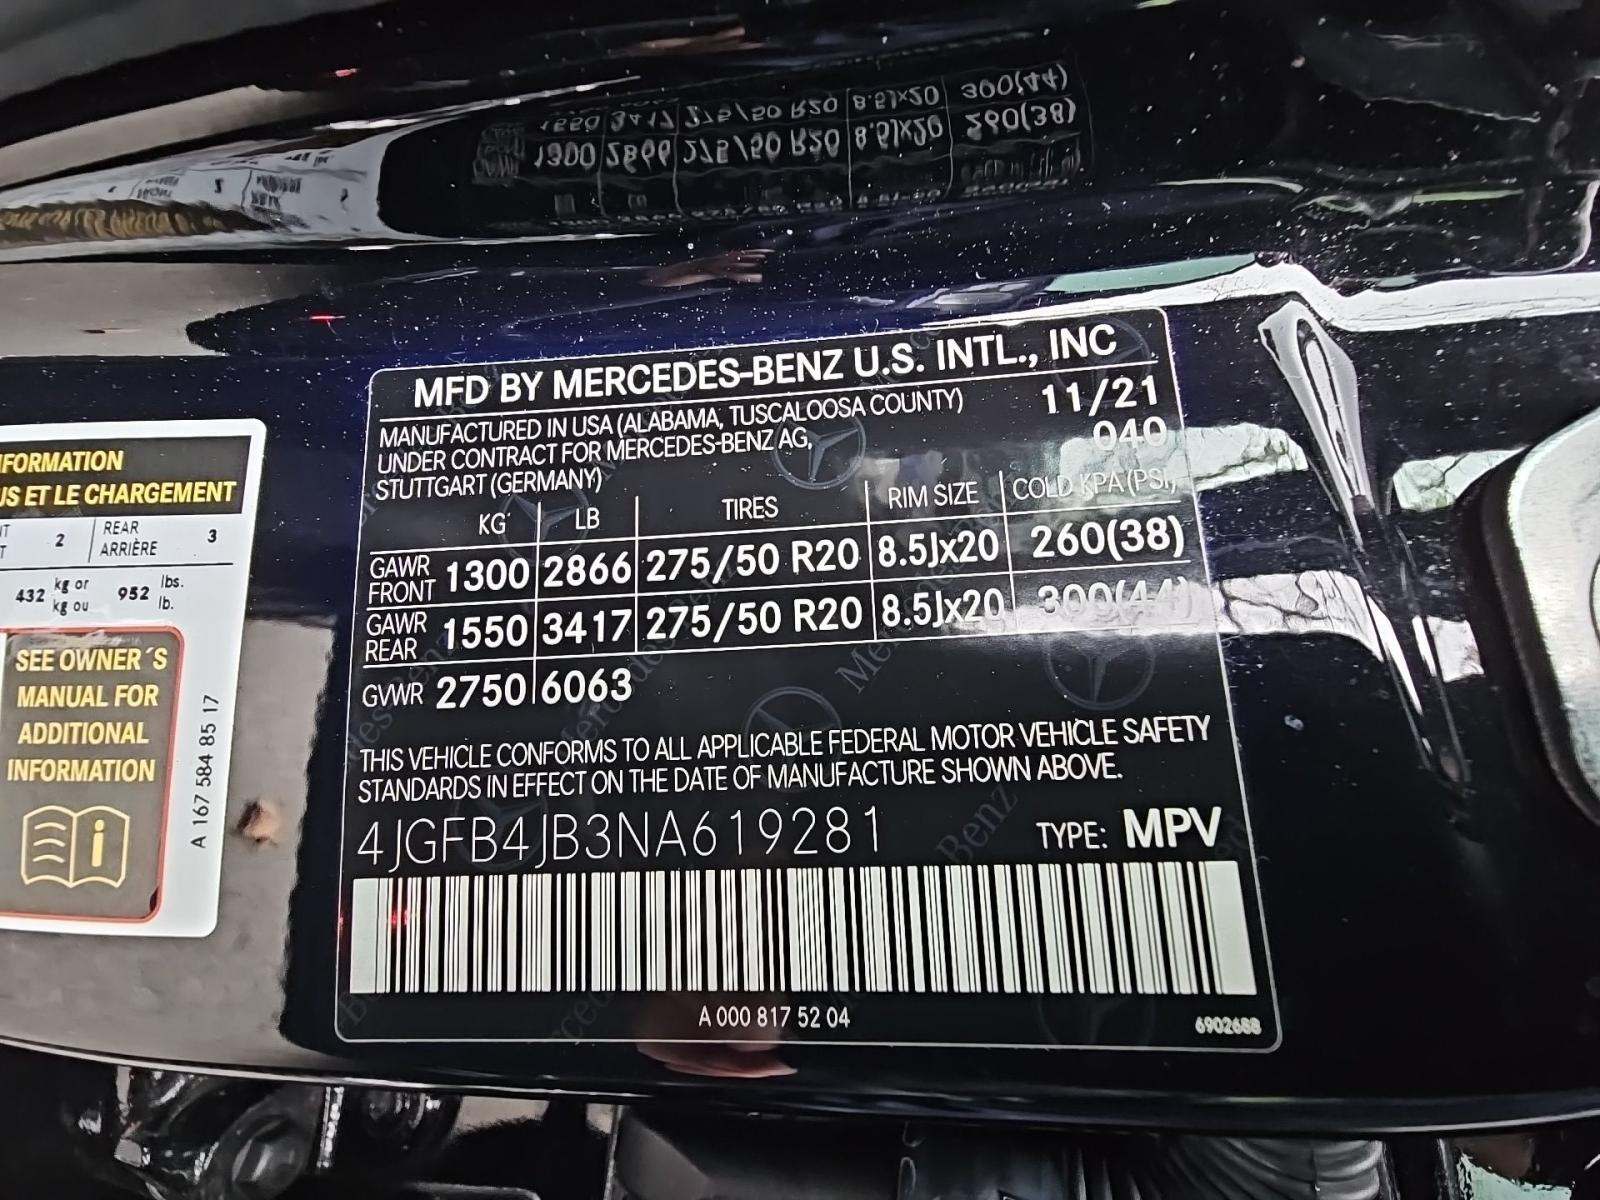 MFD BY MERCEDES-BENZ U.S. INTL., INC
MANUFACTURED IN USA (ALABAMA, TUSCALOOSA COUNTY) 11/21
UNDER CONTRACT FOR MERCEDES-BENZ AG, 040
STUTTGART (GERMANY)
KG LB TIRES RIM SIZE COLD KPA (PSI)
GAWR FRONT 1300 2866 275/50 R20 8.5Jx20 260(38)
GAWR REAR 1550 3417 275/50 R20 8.5Jx20 300(44)
GVWR 2750 6063
THIS VEHICLE CONFORMS TO ALL APPLICABLE FEDERAL MOTOR VEHICLE SAFETY
STANDARDS IN EFFECT ON THE DATE OF MANUFACTURE SHOWN ABOVE.
4JGFB4JB3NA619281 TYPE: MPV
A 000 817 52 04
6902688
ET LE CHARGEMENT
2 REAR ARRIÈRE 3
432 kg or kg ou 952 lbs. lb.
SEE OWNER´S
MANUAL FOR
ADDITIONAL
INFORMATION
A 167 584 85 17